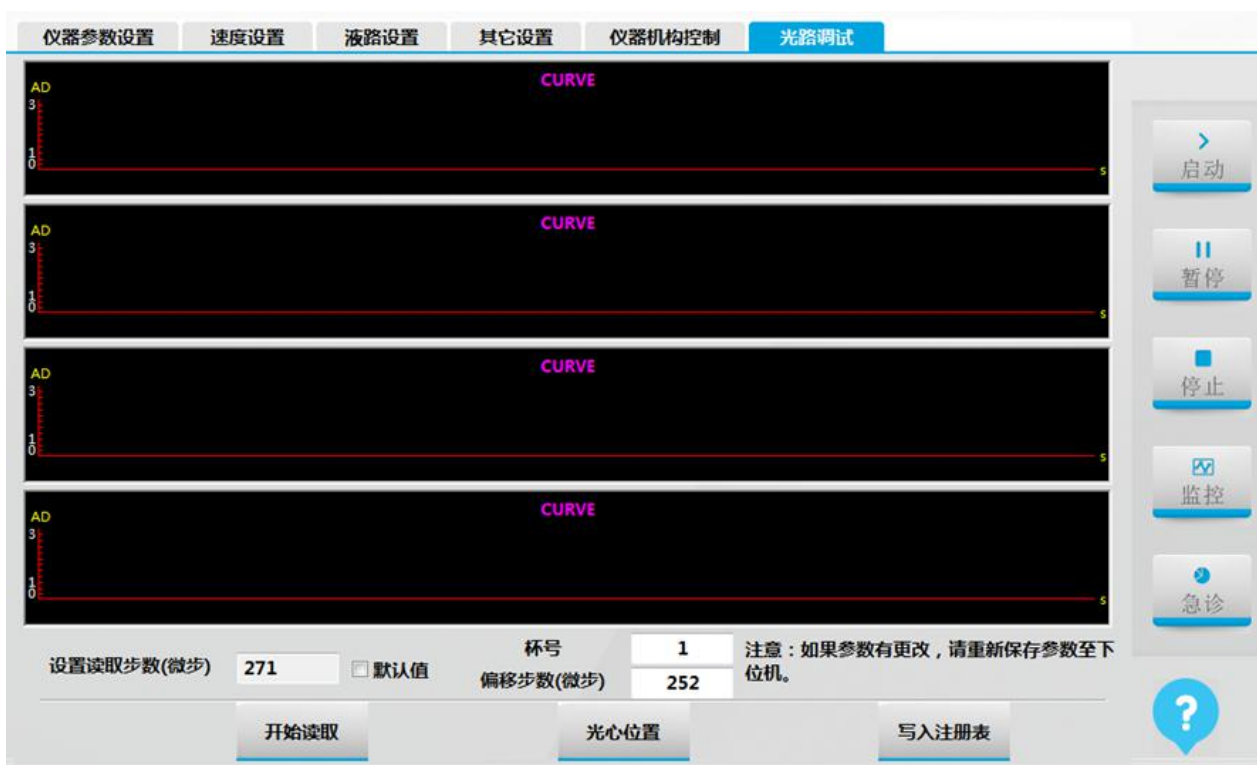 仪器参数设置 速度设置 液路设置 其它设置 仪器机构控制 光路调试
CURVE
AD
3
1
0
s
CURVE
AD
3
1
0
s
CURVE
AD
3
1
0
s
CURVE
AD
3
1
0
s
启动
暂停
停止
监控
急诊
设置读取步数(微步) 271 默认值
杯号 1
偏移步数(微步) 252
注意：如果参数有更改，请重新保存参数至下
位机。
开始读取 光心位置 写入注册表
?